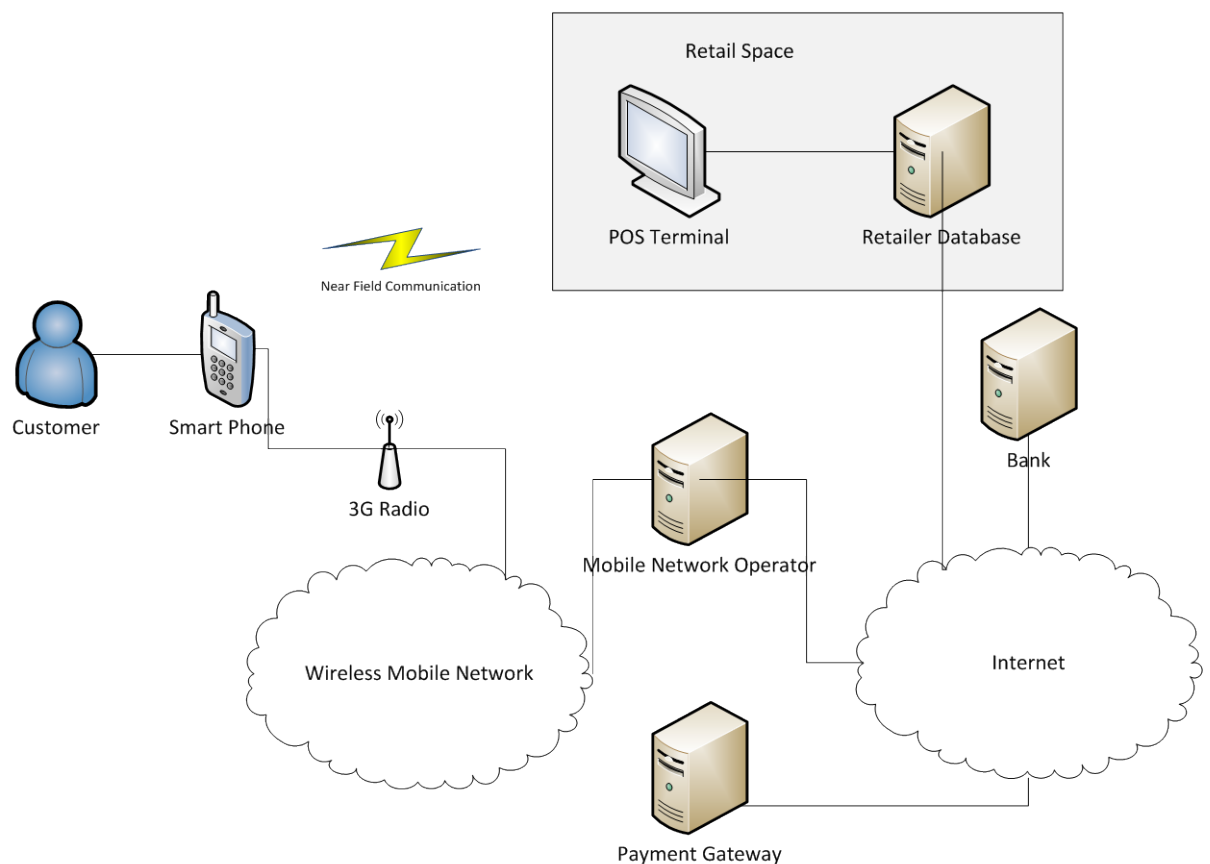 Retail Space
POS Terminal
Retailer Database
Near Field Communication
Customer
Smart Phone
Bank
3G Radio
Mobile Network Operator
Wireless Mobile Network
Internet
Payment Gateway